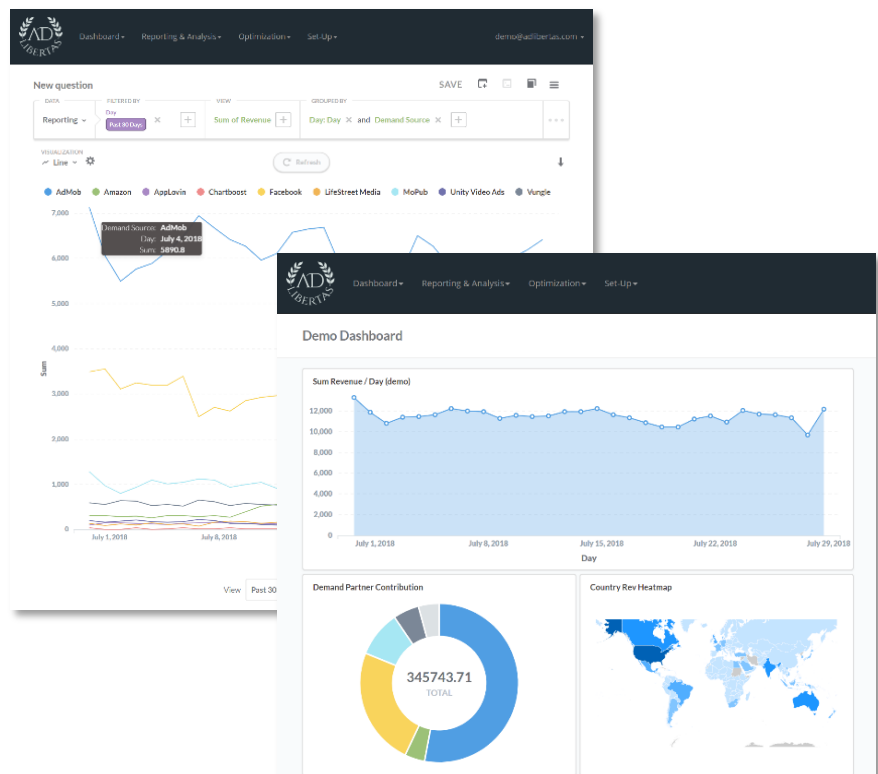 AD
LIBERTAS
Dashboard
Reporting & Analysis
Optimization
Set-Up
demo@adlibertas.com
New question
SAVE
DATA
FILTERED BY
VIEW
GROUPED BY
Reporting
Day
Past 30 Days
Sum of Revenue
Day: Day
and
Demand Source
VISUALIZATION
Line
Refresh
AdMob
Amazon
AppLovin
Chartboost
Facebook
LifeStreet Media
MoPub
Unity Video Ads
Vungle
7,000
6,000
5,000
4,000
3,000
2,000
1,000
0
Sum
Demand Source: AdMob
Day: July 4, 2018
Sum: 5890.8
July 1, 2018
July 8, 2018
View
Past 30
AD
LIBERTAS
Dashboard
Reporting & Analysis
Optimization
Set-Up
Demo Dashboard
Sum Revenue / Day (demo)
12,000
10,000
8,000
6,000
4,000
2,000
0
July 1, 2018
July 8, 2018
July 15, 2018
July 22, 2018
July 29, 2018
Day
Demand Partner Contribution
345743.71
TOTAL
Country Rev Heatmap